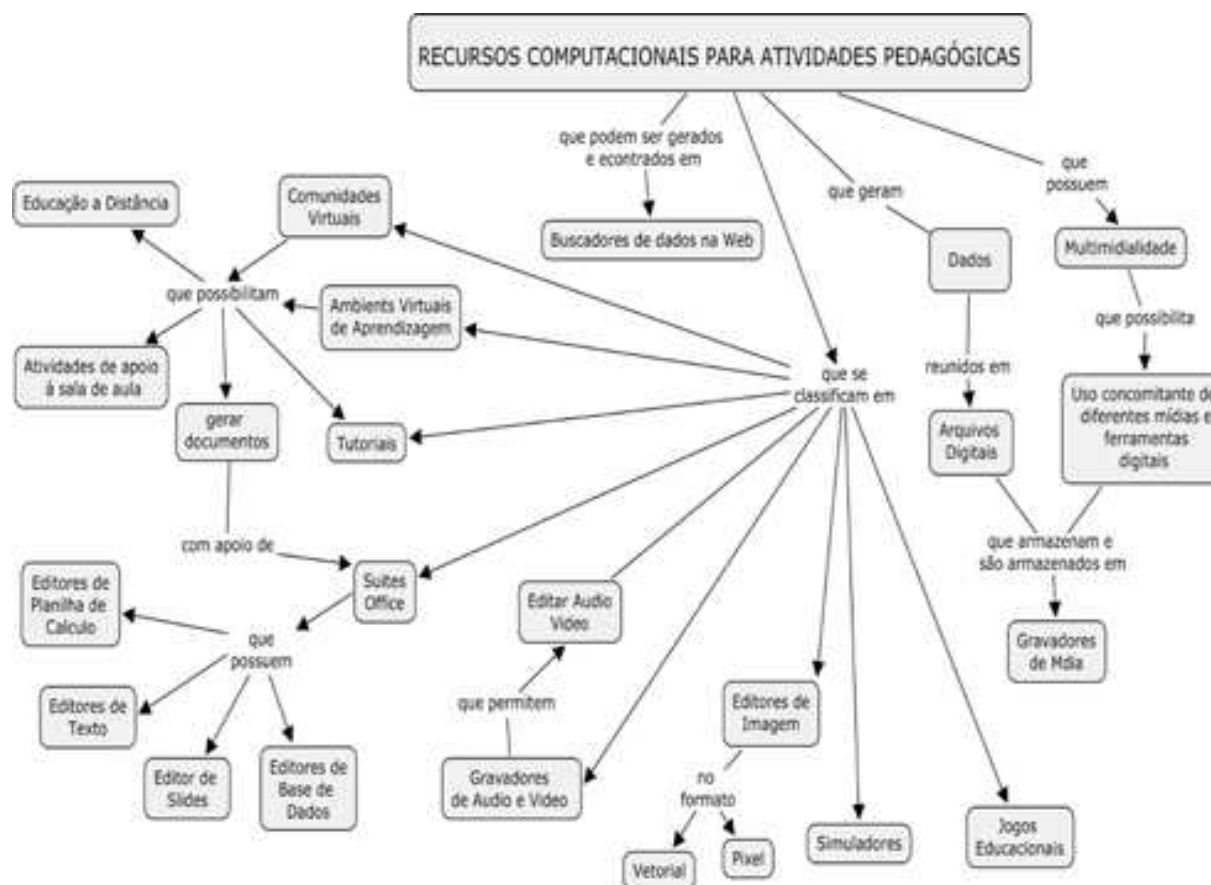 RECURSOS COMPUTACIONAIS PARA ATIVIDADES PEDAGÓGICAS
que podem ser gerados
e econtrados em
que
possuem
que geram
Educação a Distância
Comunidades
Virtuais
Buscadores de dados na Web
Dados
Multimidialidade
que possibilitam
Ambients Virtuais
de Aprendizagem
que possibilita
Atividades de apoio
à sala de aula
que se
classificam em
reunidos em
Uso concomitante de
diferentes mídias e
ferramentas
digitais
gerar
documentos
Tutoriais
Arquivos
Digitais
com apoio de
que armazenam e
são armazenados em
Editores de
Planilha de
Calculo
Suites
Office
Editar Audio
Video
que
possuem
Gravadores
de Mdia
Editores de
Texto
que permitem
Editores de
Imagem
Editor de
Slides
Editores de
Base de
Dados
Gravadores
de Audio e Video
no
formato
Simuladores
Jogos
Educacionais
Vetorial
Pixel